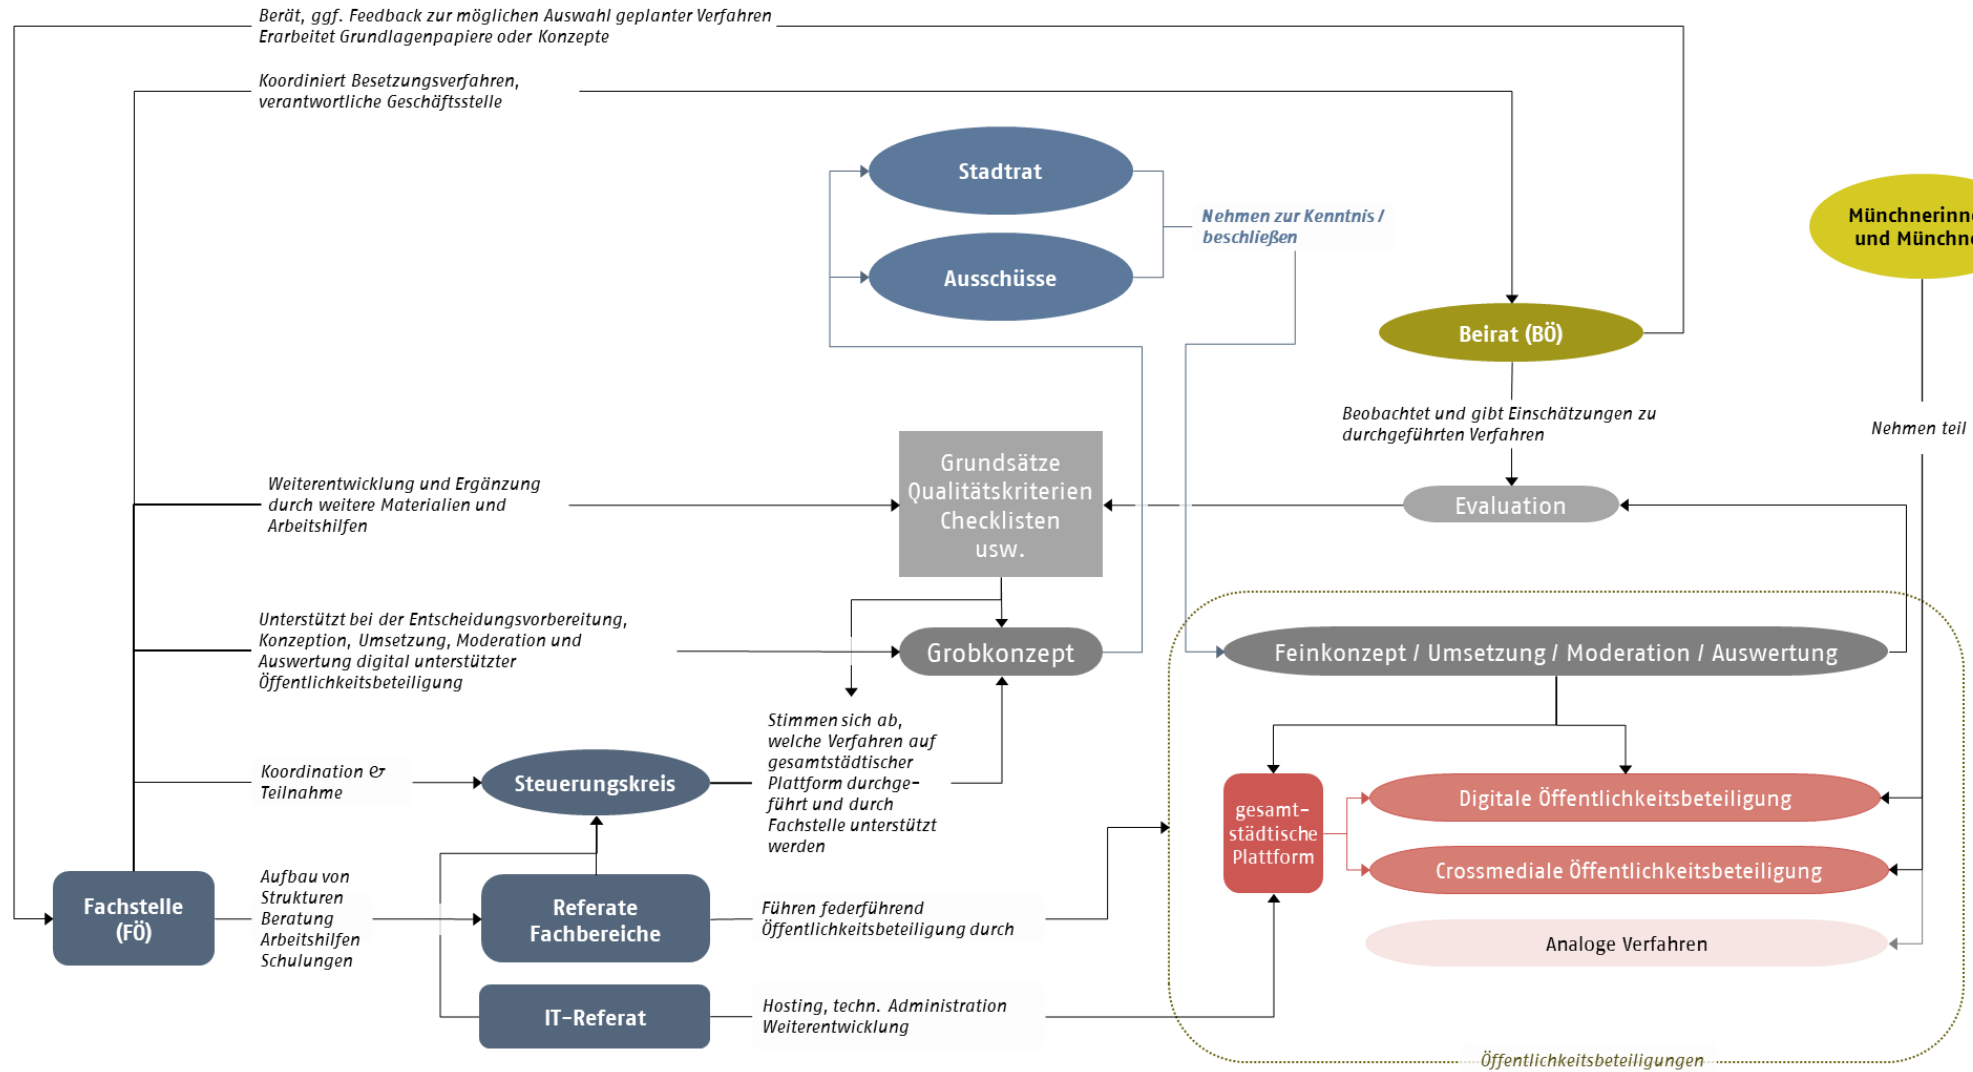 Berät, ggf. Feedback zur möglichen Auswahl geplanter Verfahren
Erarbeitet Grundlagenpapiere oder Konzepte
Koordiniert Besetzungsverfahren,
verantwortliche Geschäftsstelle
Stadtrat
Ausschüsse
Nehmen zur Kenntnis /
beschließen
Münchnerinne
und Münchne
Beirat (BÖ)
Beobachtet und gibt Einschätzungen zu
durchgeführten Verfahren
Nehmen teil
Weiterentwicklung und Ergänzung
durch weitere Materialien und
Arbeitshilfen
Grundsätze
Qualitätskriterien
Checklisten
usw.
Evaluation
Unterstützt bei der Entscheidungsvorbereitung,
Konzeption, Umsetzung, Moderation und
Auswertung digital unterstützter
Öffentlichkeitsbeteiligung
Grobkonzept
Feinkonzept / Umsetzung / Moderation / Auswertung
Koordination &
Teilnahme
Steuerungskreis
Stimmen sich ab,
welche Verfahren auf
gesamtstädtischer
Plattform durchge-
führt und durch
Fachstelle unterstützt
werden
gesamt-
städtische
Plattform
Digitale Öffentlichkeitsbeteiligung
Crossmediale Öffentlichkeitsbeteiligung
Analoge Verfahren
Fachstelle
(FÖ)
Aufbau von
Strukturen
Beratung
Arbeitshilfen
Schulungen
Referate
Fachbereiche
Führen federführend
Öffentlichkeitsbeteiligung durch
IT-Referat
Hosting, techn. Administration
Weiterentwicklung
Öffentlichkeitsbeteiligungen